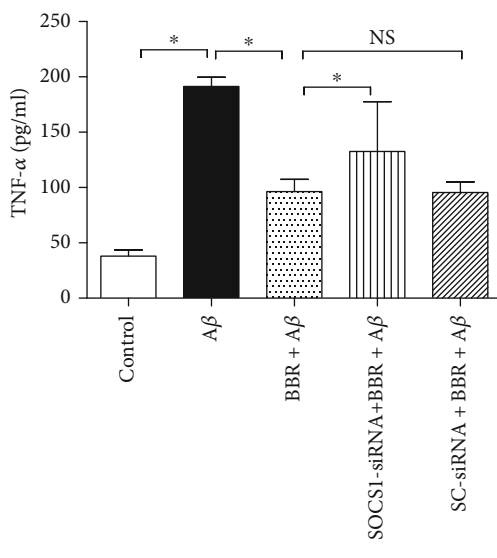 250
200
150
100
50
0
TNF-α (pg/ml)
*
*
NS
*
Control
Aβ
BBR + Aβ
SOCS1-siRNA+BBR + Aβ
SC-siRNA + BBR + Aβ